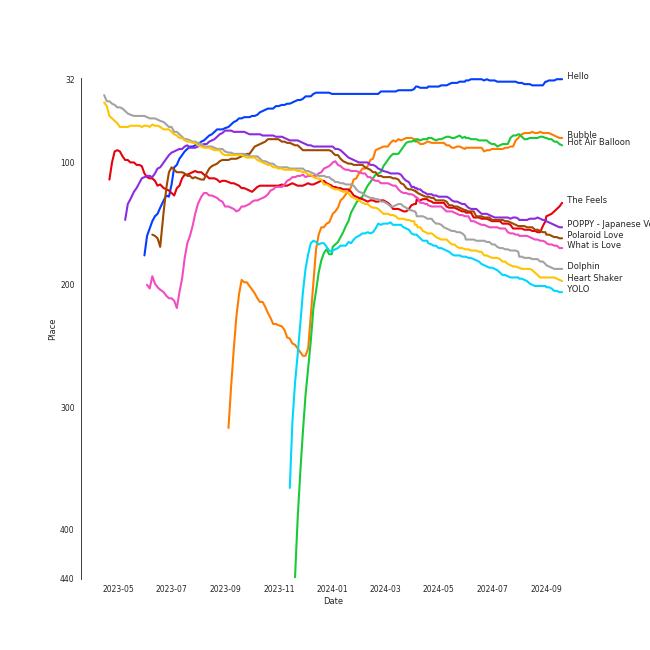 32
100
200
300
400
440
Place
2023-05
2023-07
2023-09
2023-11
2024-01
2024-03
2024-05
2024-07
2024-09
Date
Hello
Bubble
Hot Air Balloon
The Feels
POPPY - Japanese Ve
Polaroid Love
What is Love
Dolphin
Heart Shaker
YOLO